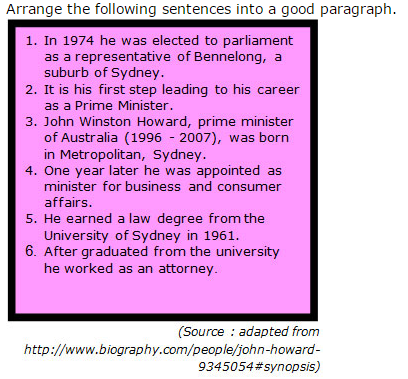 Arrange the following sentences into a good paragraph.
1. In 1974 he was elected to parliament
as a representative of Bennelong, a
suburb of Sydney.
2. It is his first step leading to his career
as a Prime Minister.
3. John Winston Howard, prime minister
of Australia (1996 - 2007), was born
in Metropolitan, Sydney.
4. One year later he was appointed as
minister for business and consumer
affairs.
5. He earned a law degree from the
University of Sydney in 1961.
6. After graduated from the university
he worked as an attorney.
(Source : adapted from
http://www.biography.com/people/john-howard-
9345054#synopsis)